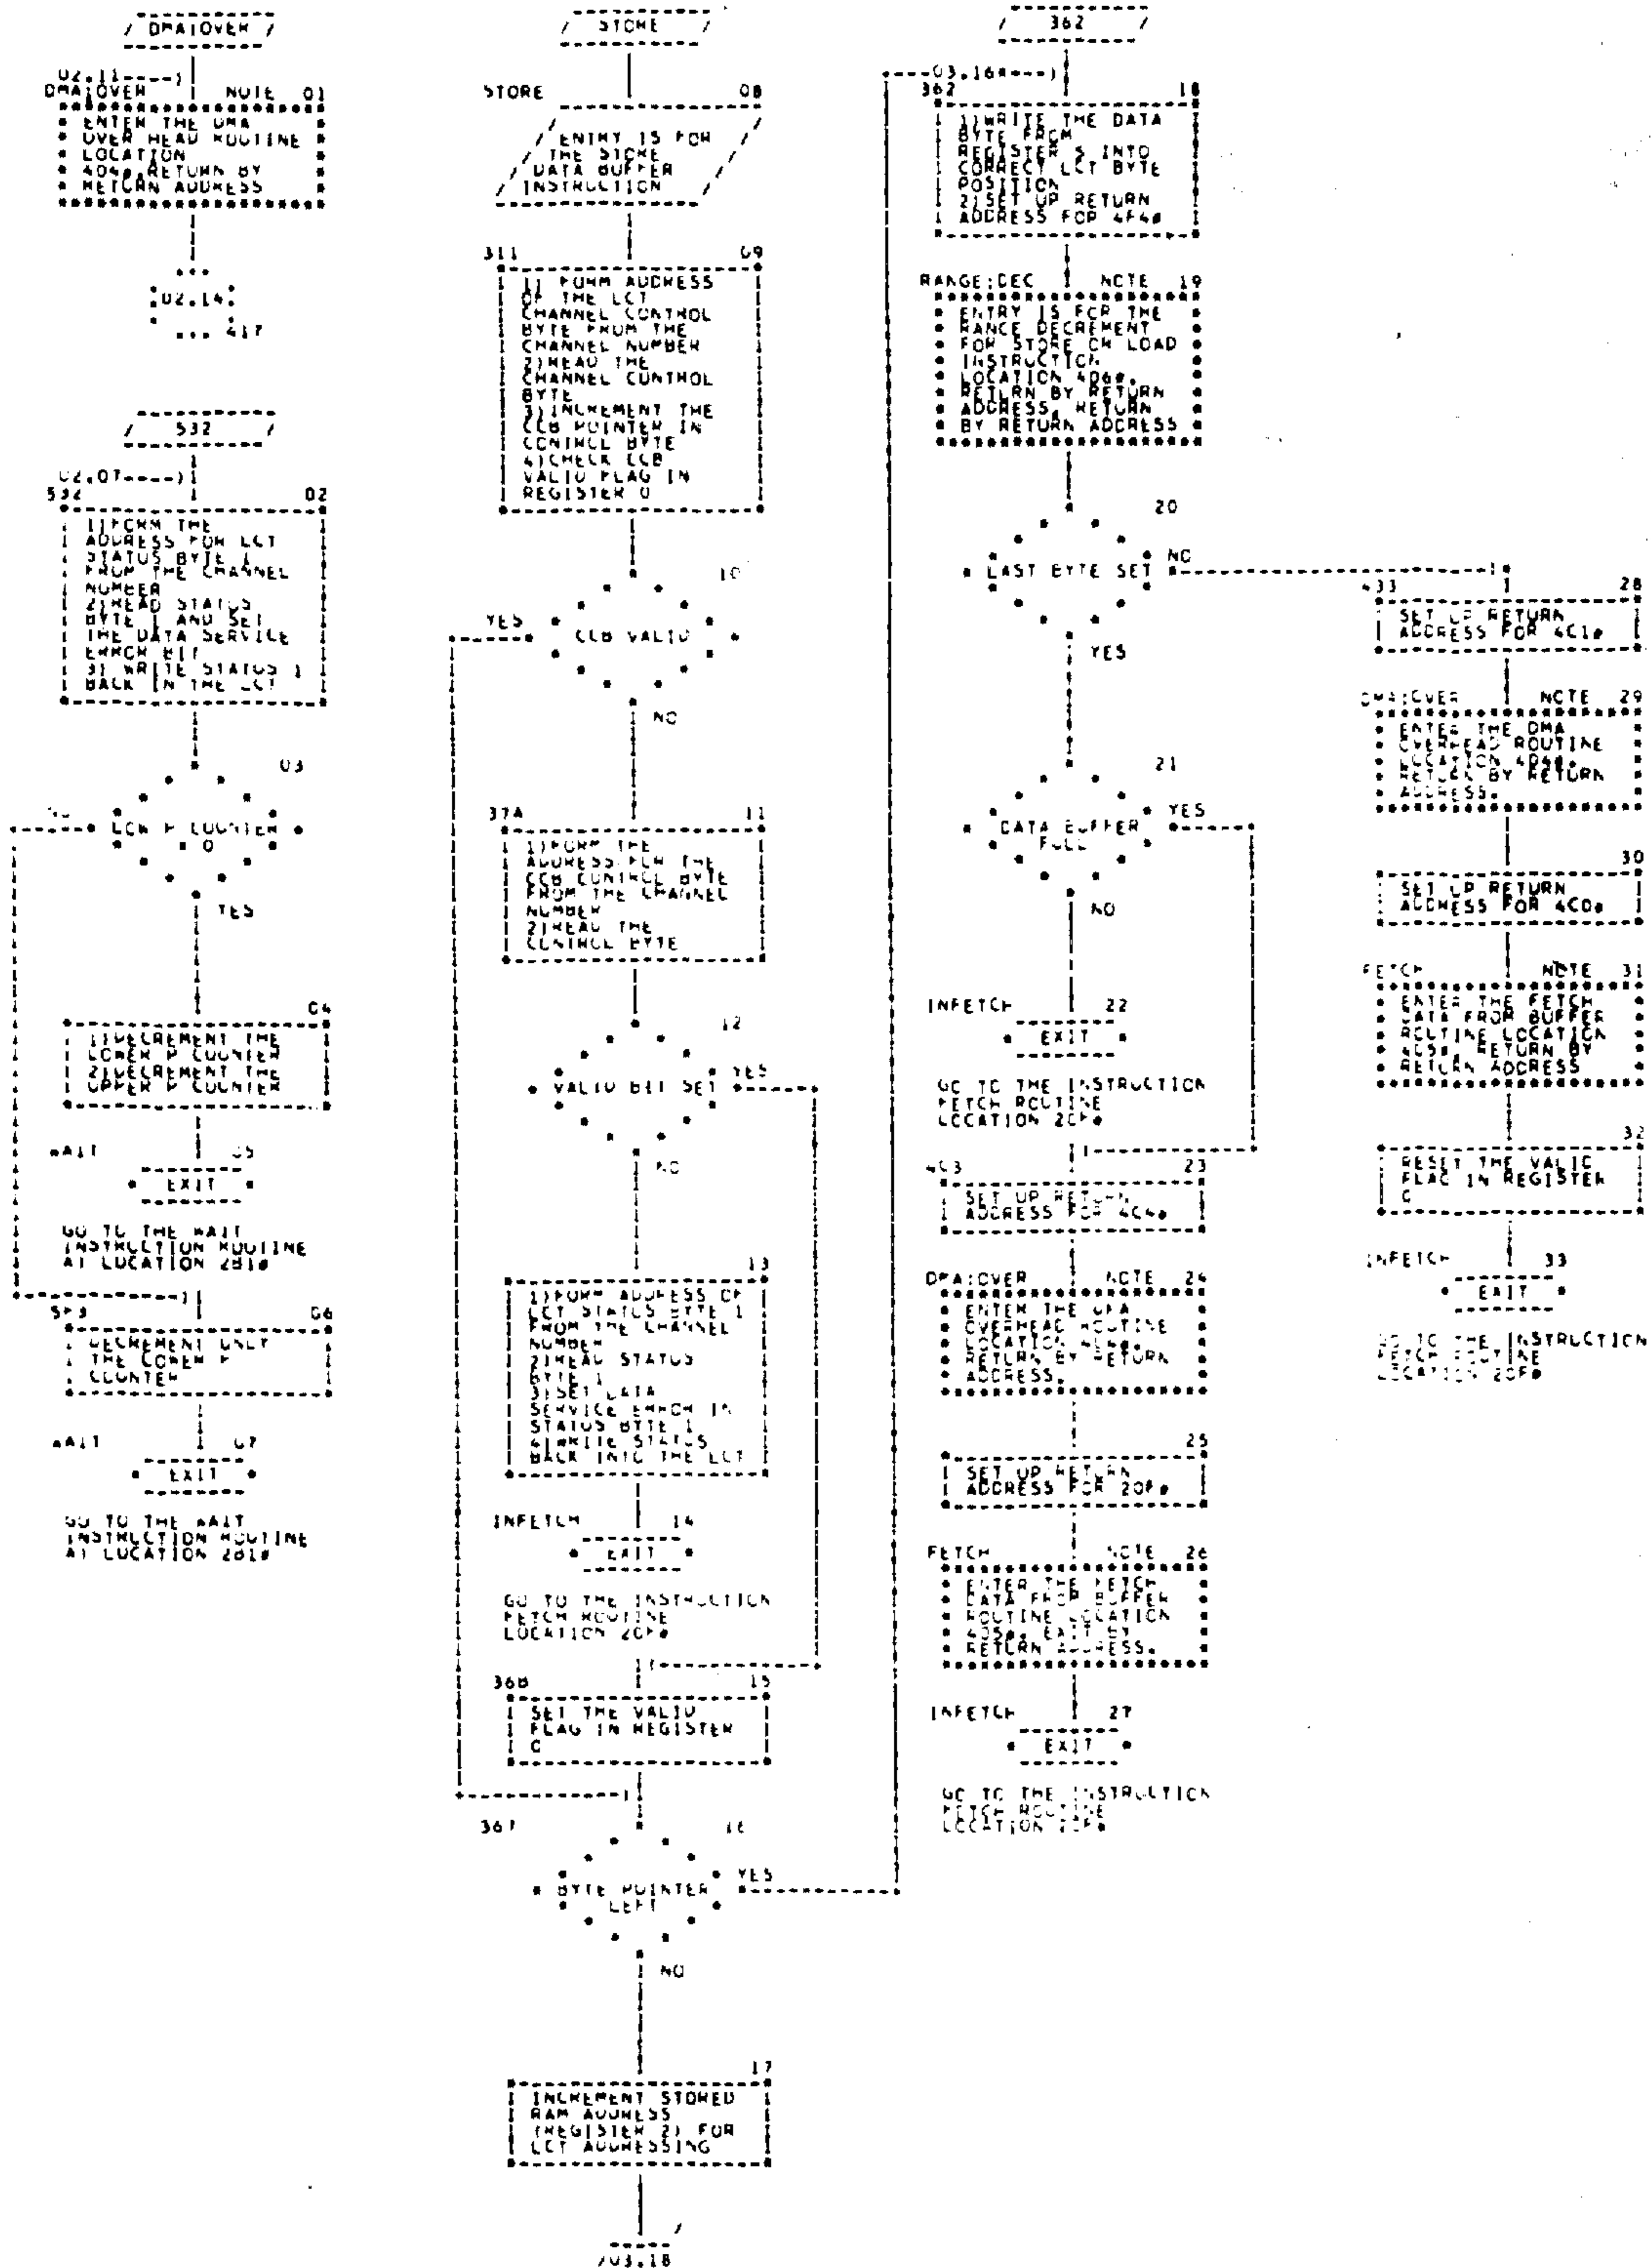 / DMAIOVER /
U2.11----)
DMAIOVER NOTE 01
ENTER THE DMA
OVER HEAD ROUTINE
LOCATION
RETURN BY
RETURN ADDRESS
02.14
417
/ 532 /
02.07----)
532 02
1)FORM THE
ADDRESS FOR LCT
STATUS BYTE 1
FROM THE CHANNEL
NUMBER
2)READ STATUS
BYTE 1 AND SET
THE DATA SERVICE
ERROR BIT
3) WRITE STATUS 1
BACK IN THE LCT
03
LOW P COUNTER
0
NO
YES
04
1)DECREMENT THE
LOWER P COUNTER
2)DECREMENT THE
UPPER P COUNTER
WAIT 05
EXIT
GO TO THE WAIT
INSTRUCTION ROUTINE
AT LOCATION 2B1#
06
DECREMENT ONLY
THE LOWER P
COUNTER
WAIT 07
EXIT
GO TO THE WAIT
INSTRUCTION ROUTINE
AT LOCATION 2B1#
/ STORE /
STORE 08
ENTRY IS FOR
THE STORE
DATA BUFFER
INSTRUCTION
311 09
1) FORM ADDRESS
OF THE LCT
CHANNEL CONTROL
BYTE FROM THE
CHANNEL NUMBER
2)READ THE
CHANNEL CONTROL
BYTE
3)INCREMENT THE
CCB POINTER IN
CONTROL BYTE
4)CHECK CCB
VALID FLAG IN
REGISTER 0
10
YES
CCB VALID
NO
37A 11
1)FORM THE
ADDRESS FOR THE
CCB CONTROL BYTE
FROM THE CHANNEL
NUMBER
2)READ THE
CONTROL BYTE
12
VALID BIT SET
YES
NO
13
1)FORM ADDRESS OF
LCT STATUS BYTE 1
FROM THE CHANNEL
NUMBER
2)READ STATUS
BYTE 1
3)SET DATA
SERVICE ERROR IN
STATUS BYTE 1
4)WRITE STATUS
BACK INTO THE LCT
INFETCH 14
EXIT
GO TO THE INSTRUCTION
FETCH ROUTINE
LOCATION 20F#
36B 15
SET THE VALID
FLAG IN REGISTER
C
367 16
BYTE POINTER
LEFT
YES
NO
17
INCREMENT STORED
RAM ADDRESS
(REGISTER 2) FOR
LCT ADDRESSING
/03.18
/ 362 /
03.16#---)
362 18
1)WRITE THE DATA
BYTE FROM
REGISTER 5 INTO
CORRECT LCT BYTE
POSITION
2)SET UP RETURN
ADDRESS FOR 4F4#
RANGE;DEC NOTE 19
ENTRY IS FOR THE
RANGE DECREMENT
FOR STORE OR LOAD
INSTRUCTION
LOCATION 4D6#.
RETURN BY RETURN
ADDRESS, RETURN
BY RETURN ADDRESS
20
LAST BYTE SET
NO
YES
21
DATA BUFFER
FULL
YES
NO
INFETCH 22
EXIT
GO TO THE INSTRUCTION
FETCH ROUTINE
LOCATION 20F#
4C3 23
SET UP RETURN
ADDRESS FOR 4C4#
DMAIOVER NOTE 24
ENTER THE DMA
OVERHEAD ROUTINE
LOCATION
RETURN BY RETURN
ADDRESS.
25
SET UP RETURN
ADDRESS FOR 20F#
FETCH NOTE 26
ENTER THE FETCH
DATA FROM BUFFER
ROUTINE LOCATION
405#. EXIT BY
RETURN ADDRESS.
INFETCH 27
EXIT
GO TO THE INSTRUCTION
FETCH ROUTINE
LOCATION 20F#
433 28
SET UP RETURN
ADDRESS FOR 4C1#
DMAIOVER NOTE 29
ENTER THE DMA
OVERHEAD ROUTINE
LOCATION 404#.
RETURN BY RETURN
ADDRESS.
30
SET UP RETURN
ADDRESS FOR 4C0#
FETCH NOTE 31
ENTER THE FETCH
DATA FROM BUFFER
ROUTINE LOCATION
405#. RETURN BY
RETURN ADDRESS
32
RESET THE VALID
FLAG IN REGISTER
C
INFETCH 33
EXIT
GO TO THE INSTRUCTION
FETCH ROUTINE
LOCATION 20F#